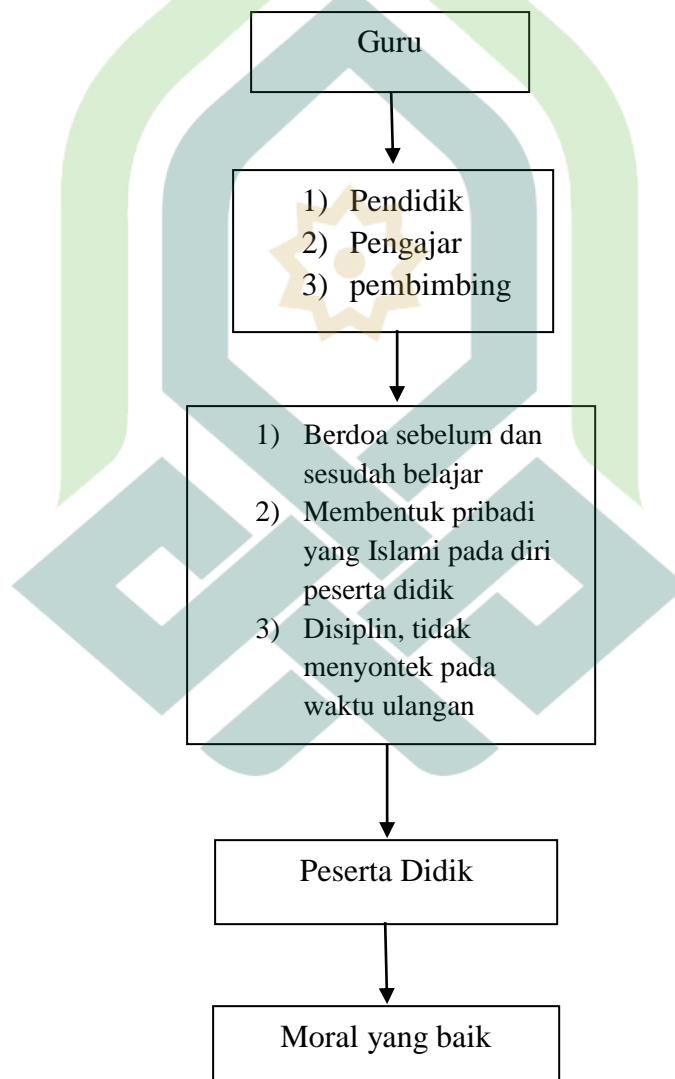 Guru
1) Pendidik
2) Pengajar
3) pembimbing
1) Berdoa sebelum dan
sesudah belajar
2) Membentuk pribadi
yang Islami pada diri
peserta didik
3) Disiplin, tidak
menyontek pada
waktu ulangan
Peserta Didik
Moral yang baik